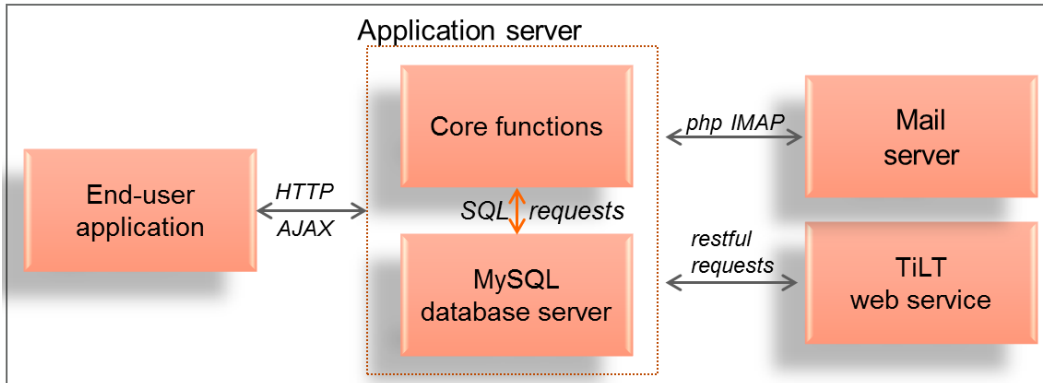 Application server
Core functions
php IMAP
Mail
server
End-user
application
HTTP
AJAX
SQL requests
MySQL
database server
restful
requests
TiLT
web service